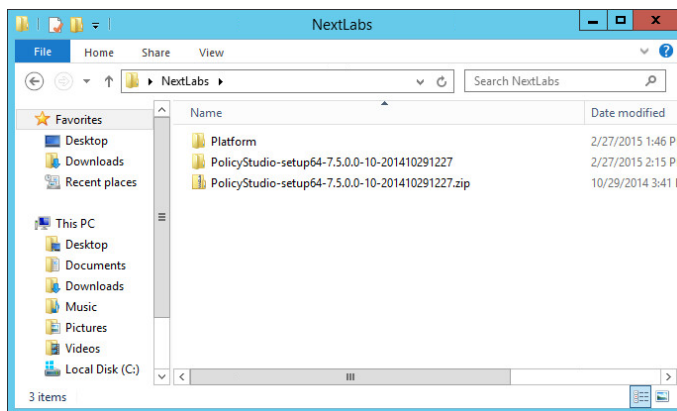 NextLabs
File Home Share View
NextLabs Search NextLabs
Name Date modified
Favorites
Desktop
Downloads
Recent places
This PC
Desktop
Documents
Downloads
Music
Pictures
Videos
Local Disk (C:)
Platform 2/27/2015 1:46 P
PolicyStudio-setup64-7.5.0.0-10-201410291227 2/27/2015 2:15 P
PolicyStudio-setup64-7.5.0.0-10-201410291227.zip 10/29/2014 3:41
3 items